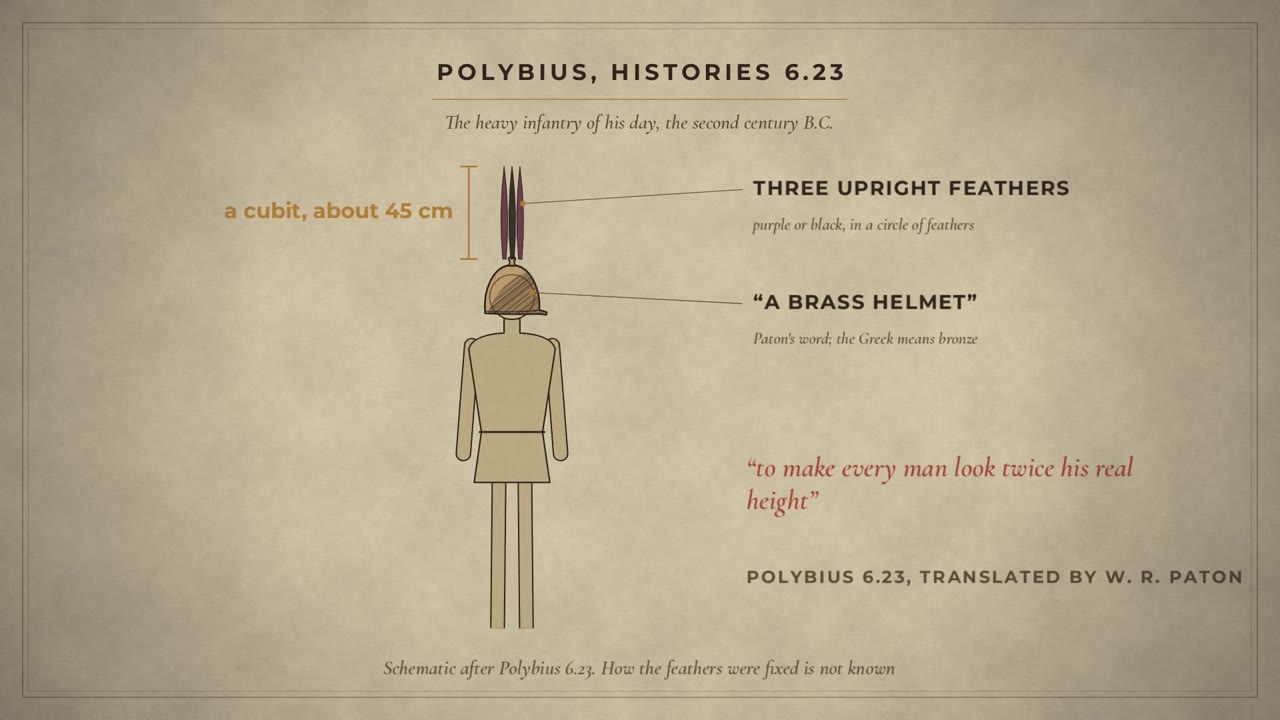 POLYBIUS, HISTORIES 6.23
The heavy infantry of his day, the second century B.C.
a cubit, about 45 cm
THREE UPRIGHT FEATHERS
purple or black, in a circle of feathers
“A BRASS HELMET”
Paton's word; the Greek means bronze
“to make every man look twice his real
height”
POLYBIUS 6.23, TRANSLATED BY W. R. PATON
Schematic after Polybius 6.23. How the feathers were fixed is not known